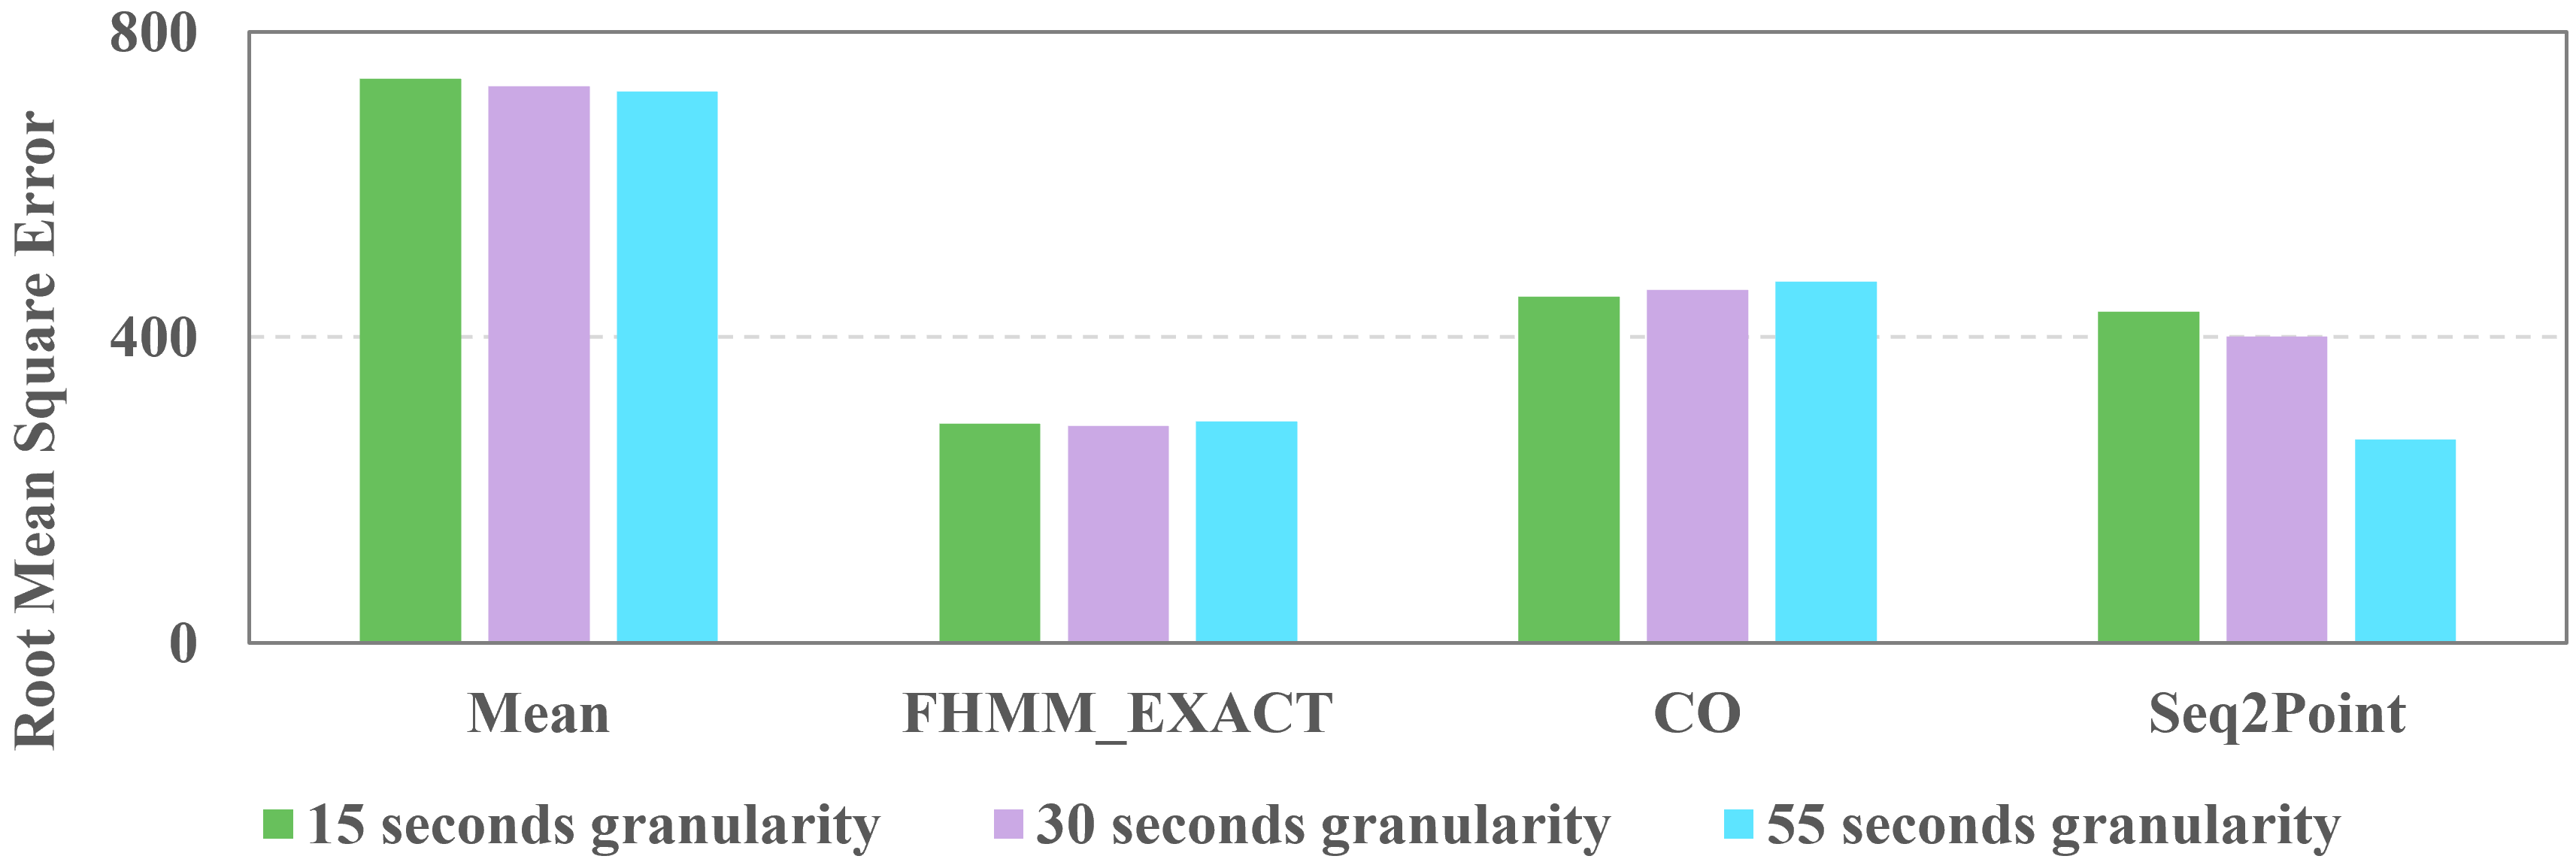 Root Mean Square Error
800
400
0
Mean
FHMM_EXACT
CO
Seq2Point
15 seconds granularity
30 seconds granularity
55 seconds granularity